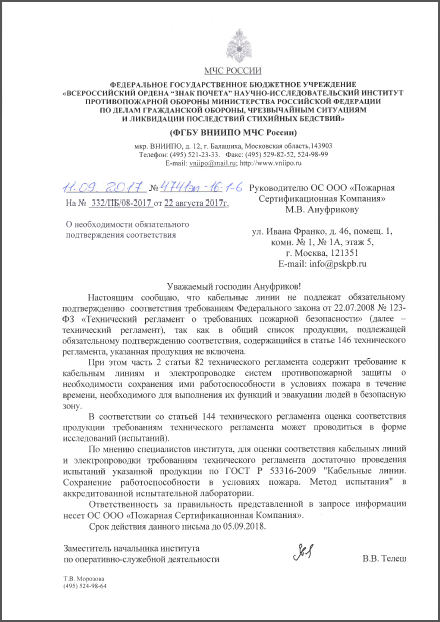 МЧС РОССИИ
ФЕДЕРАЛЬНОЕ ГОСУДАРСТВЕННОЕ БЮДЖЕТНОЕ УЧРЕЖДЕНИЕ
«ВСЕРОССИЙСКИЙ ОРДЕНА "ЗНАК ПОЧЕТА" НАУЧНО-ИССЛЕДОВАТЕЛЬСКИЙ ИНСТИТУТ
ПРОТИВОПОЖАРНОЙ ОБОРОНЫ МИНИСТЕРСТВА РОССИЙСКОЙ ФЕДЕРАЦИИ
ПО ДЕЛАМ ГРАЖДАНСКОЙ ОБОРОНЫ, ЧРЕЗВЫЧАЙНЫМ СИТУАЦИЯМ
И ЛИКВИДАЦИИ ПОСЛЕДСТВИЙ СТИХИЙНЫХ БЕДСТВИЙ»
(ФГБУ ВНИИПО МЧС России)
мкр. ВНИИПО, д. 12, г. Балашиха, Московская область,143903
Телефон: (495) 521-23-33. Факс: (495) 529-82-52, 524-98-99
E-mail: vniipo@mail.ru; http://www.vniipo.ru
11.09.2017 № -16-1-6
На № 332/ПБ/08-2017 от 22 августа 2017г.
О необходимости обязательного
подтверждения соответствия
Руководителю ОС ООО «Пожарная
Сертификационная Компания»
М.В. Ануфрикову
ул. Ивана Франко, д. 46, помещ. 1,
комн. № 1, № 1А, этаж 5,
г. Москва, 121351
E-mail: info@pskpb.ru
Уважаемый господин Ануфриков!
Настоящим сообщаю, что кабельные линии не подлежат обязательному
подтверждению соответствия требованиям Федерального закона от 22.07.2008 № 123-
ФЗ «Технический регламент о требованиях пожарной безопасности» (далее –
технический регламент), так как в общий список продукции, подлежащей
обязательному подтверждению соответствия, содержащийся в статье 146 технического
регламента, указанная продукция не включена.
При этом часть 2 статьи 82 технического регламента содержит требование к
кабельным линиям и электропроводке систем противопожарной защиты о
необходимости сохранения ими работоспособности в условиях пожара в течение
времени, необходимого для выполнения их функций и эвакуации людей в безопасную
зону.
В соответствии со статьей 144 технического регламента оценка соответствия
продукции требованиям технического регламента может проводиться в форме
исследований (испытаний).
По мнению специалистов института, для оценки соответствия кабельных линий
и электропроводки требованиям технического регламента достаточно проведения
испытаний указанной продукции по ГОСТ Р 53316-2009 "Кабельные линии.
Сохранение работоспособности в условиях пожара. Метод испытания" в
аккредитованной испытательной лаборатории.
Ответственность за правильность представленной в запросе информации
несет ОС ООО «Пожарная Сертификационная Компания».
Срок действия данного письма до 05.09.2018.
Заместитель начальника института
по оперативно-служебной деятельности
В.В. Телеш
Т.В. Морозова
(495) 524-98-64